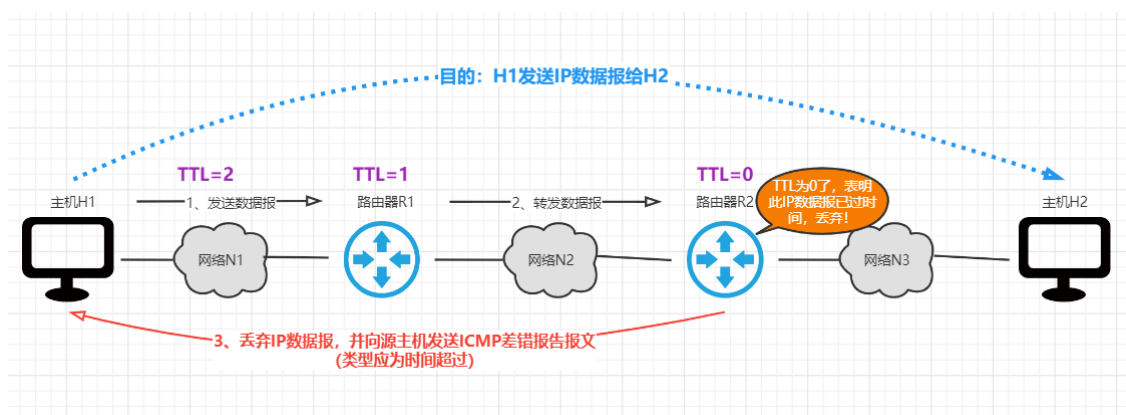 目的：H1发送IP数据报给H2
TTL=2
TTL=1
TTL=0
主机H1
1、发送数据报
路由器R1
2、转发数据报
路由器R2
TTL为0了，表明
此IP数据报已过时
间，丢弃！
主机H2
网络N1
网络N2
网络N3
3、丢弃IP数据报，并向源主机发送ICMP差错报告报文
(类型应为时间超过)